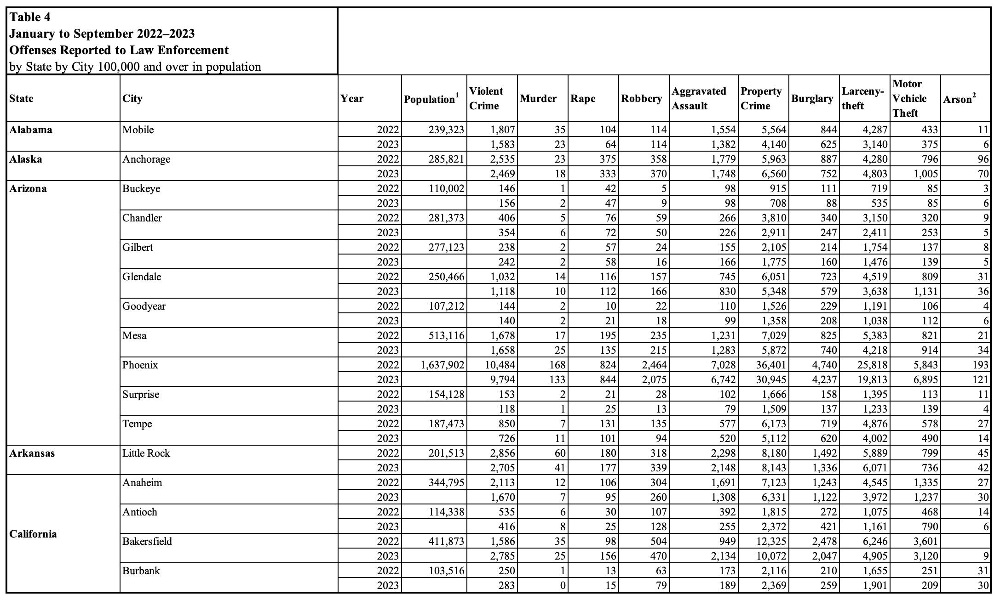 Table 4
January to September 2022–2023
Offenses Reported to Law Enforcement
by State by City 100,000 and over in population
State City Year Population1 Violent Crime Murder Rape Robbery Aggravated Assault Property Crime Burglary Larceny-theft Motor Vehicle Theft Arson2
Alabama Mobile 2022 239,323 1,807 35 104 114 1,554 5,564 844 4,287 433 11
2023 1,583 23 64 114 1,382 4,140 625 3,140 375 6
Alaska Anchorage 2022 285,821 2,535 23 375 358 1,779 5,963 887 4,280 796 96
2023 2,469 18 333 370 1,748 6,560 752 4,803 1,005 70
Arizona Buckeye 2022 110,002 146 1 42 5 98 915 111 719 85 3
2023 156 2 47 9 98 708 88 535 85 6
Chandler 2022 281,373 406 5 76 59 266 3,810 340 3,150 320 9
2023 354 6 72 50 226 2,911 247 2,411 253 5
Gilbert 2022 277,123 238 2 57 24 155 2,105 214 1,754 137 8
2023 242 2 58 16 166 1,775 160 1,476 139 5
Glendale 2022 250,466 1,032 14 116 157 745 6,051 723 4,519 809 31
2023 1,118 10 112 166 830 5,348 579 3,638 1,131 36
Goodyear 2022 107,212 144 2 10 22 110 1,526 229 1,191 106 4
2023 140 2 21 18 99 1,358 208 1,038 112 6
Mesa 2022 513,116 1,678 17 195 235 1,231 7,029 825 5,383 821 21
2023 1,658 25 135 215 1,283 5,872 740 4,218 914 34
Phoenix 2022 1,637,902 10,484 168 824 2,464 7,028 36,401 4,740 25,818 5,843 193
2023 9,794 133 844 2,075 6,742 30,945 4,237 19,813 6,895 121
Surprise 2022 154,128 153 2 21 28 102 1,666 158 1,395 113 11
2023 118 1 25 13 79 1,509 137 1,233 139 4
Tempe 2022 187,473 850 7 131 135 577 6,173 719 4,876 578 27
2023 726 11 101 94 520 5,112 620 4,002 490 14
Arkansas Little Rock 2022 201,513 2,856 60 180 318 2,298 8,180 1,492 5,889 799 45
2023 2,705 41 177 339 2,148 8,143 1,336 6,071 736 42
California Anaheim 2022 344,795 2,113 12 106 304 1,691 7,123 1,243 4,545 1,335 27
2023 1,670 7 95 260 1,308 6,331 1,122 3,972 1,237 30
Antioch 2022 114,338 535 6 30 107 392 1,815 272 1,075 468 14
2023 416 8 25 128 255 2,372 421 1,161 790 6
Bakersfield 2022 411,873 1,586 35 98 504 949 12,325 2,478 6,246 3,601
2023 2,785 25 156 470 2,134 10,072 2,047 4,905 3,120 9
Burbank 2022 103,516 250 1 13 63 173 2,116 210 1,655 251 31
2023 283 0 15 79 189 2,369 259 1,901 209 30